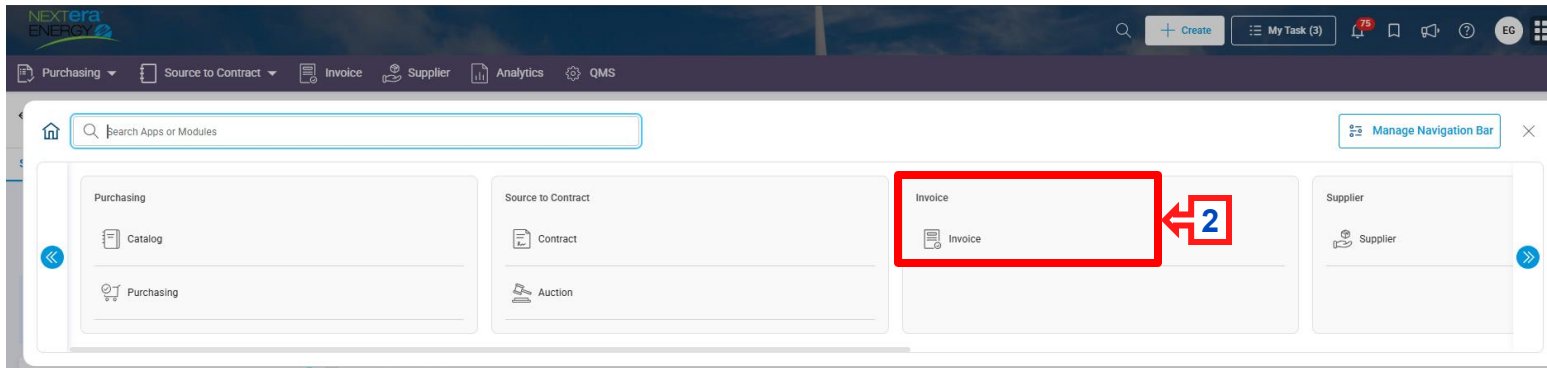 NEXTera
ENERGY
Create
My Task (3)
75
EG
Purchasing
Source to Contract
Invoice
Supplier
Analytics
QMS
Search Apps or Modules
Manage Navigation Bar
Purchasing
Source to Contract
Invoice
Supplier
Catalog
Contract
Invoice
2
Supplier
Purchasing
Auction